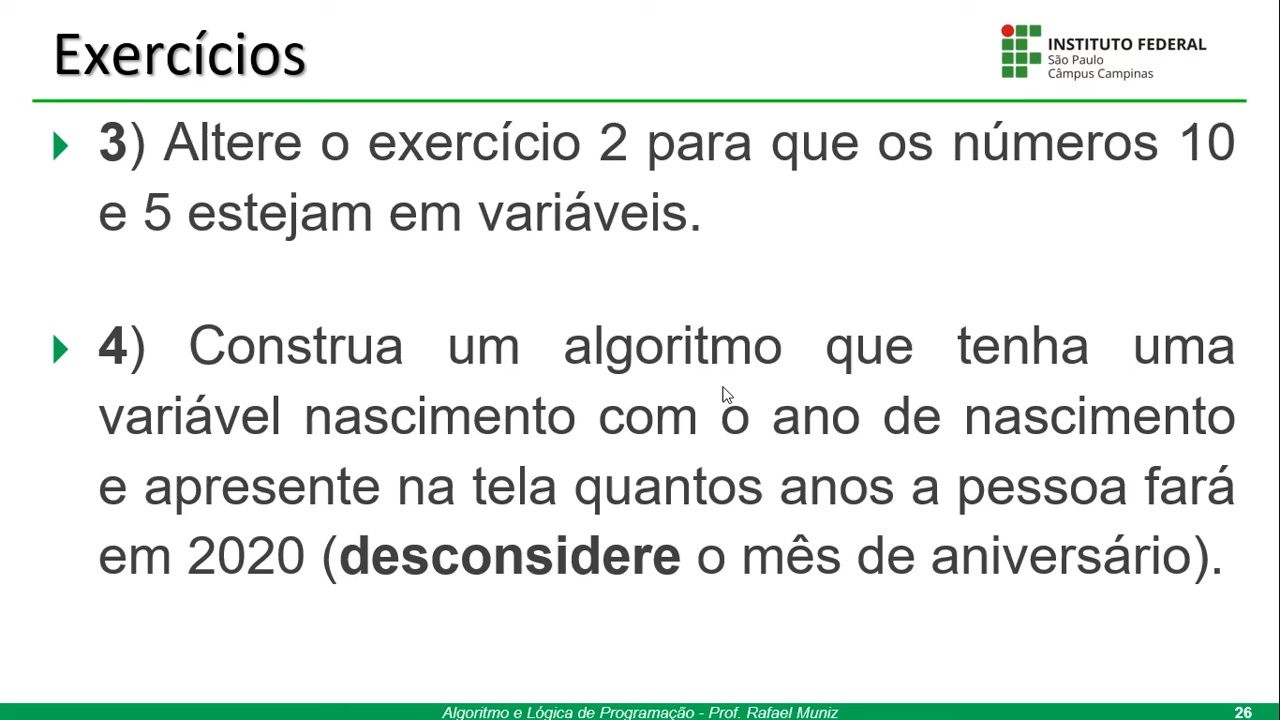 Exercícios
INSTITUTO FEDERAL
São Paulo
Câmpus Campinas
3) Altere o exercício 2 para que os números 10
e 5 estejam em variáveis.
4) Construa um algoritmo que tenha uma
variável nascimento com o ano de nascimento
e apresente na tela quantos anos a pessoa fará
em 2020 (desconsidere o mês de aniversário).
Algoritmo e Lógica de Programação - Prof. Rafael Muniz
26